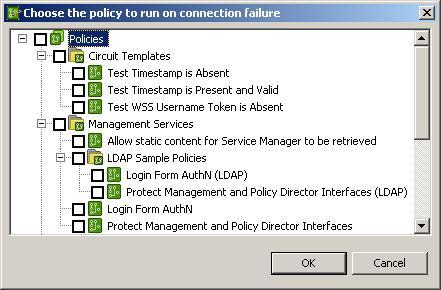 Choose the policy to run on connection failure
Policies
Circuit Templates
Test Timestamp is Absent
Test Timestamp is Present and Valid
Test WSS Username Token is Absent
Management Services
Allow static content for Service Manager to be retrieved
LDAP Sample Policies
Login Form AuthN (LDAP)
Protect Management and Policy Director Interfaces (LDAP)
Login Form AuthN
Protect Management and Policy Director Interfaces
OK Cancel